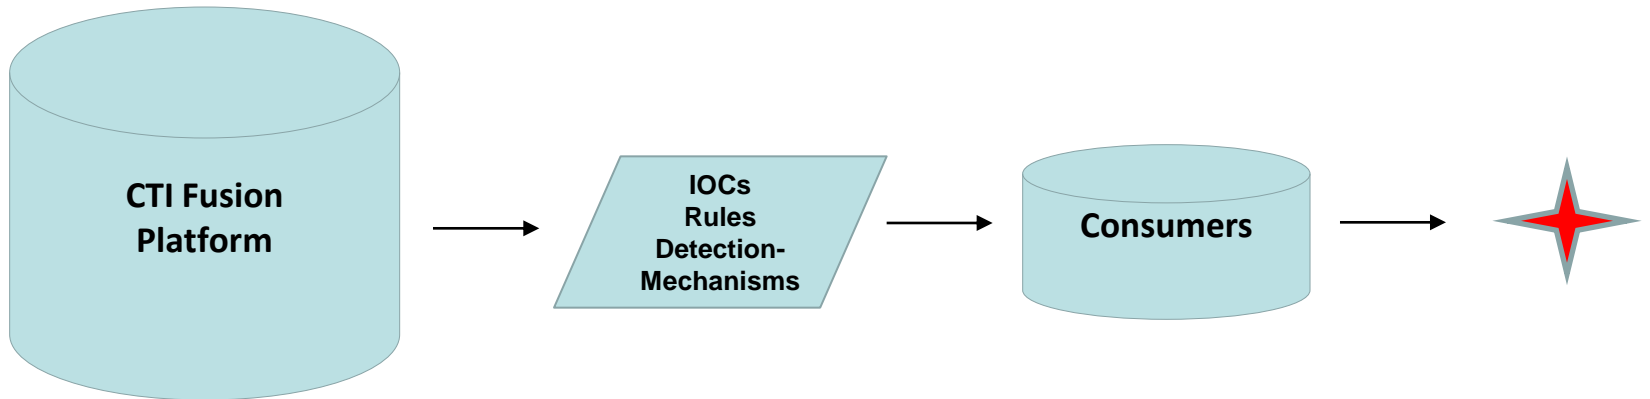 CTI Fusion
Platform
IOCs
Rules
Detection-
Mechanisms
Consumers